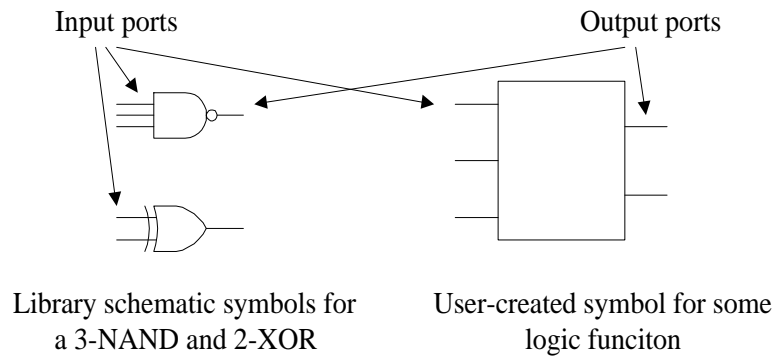 Input ports
Output ports
Library schematic symbols for
a 3-NAND and 2-XOR
User-created symbol for some
logic funciton